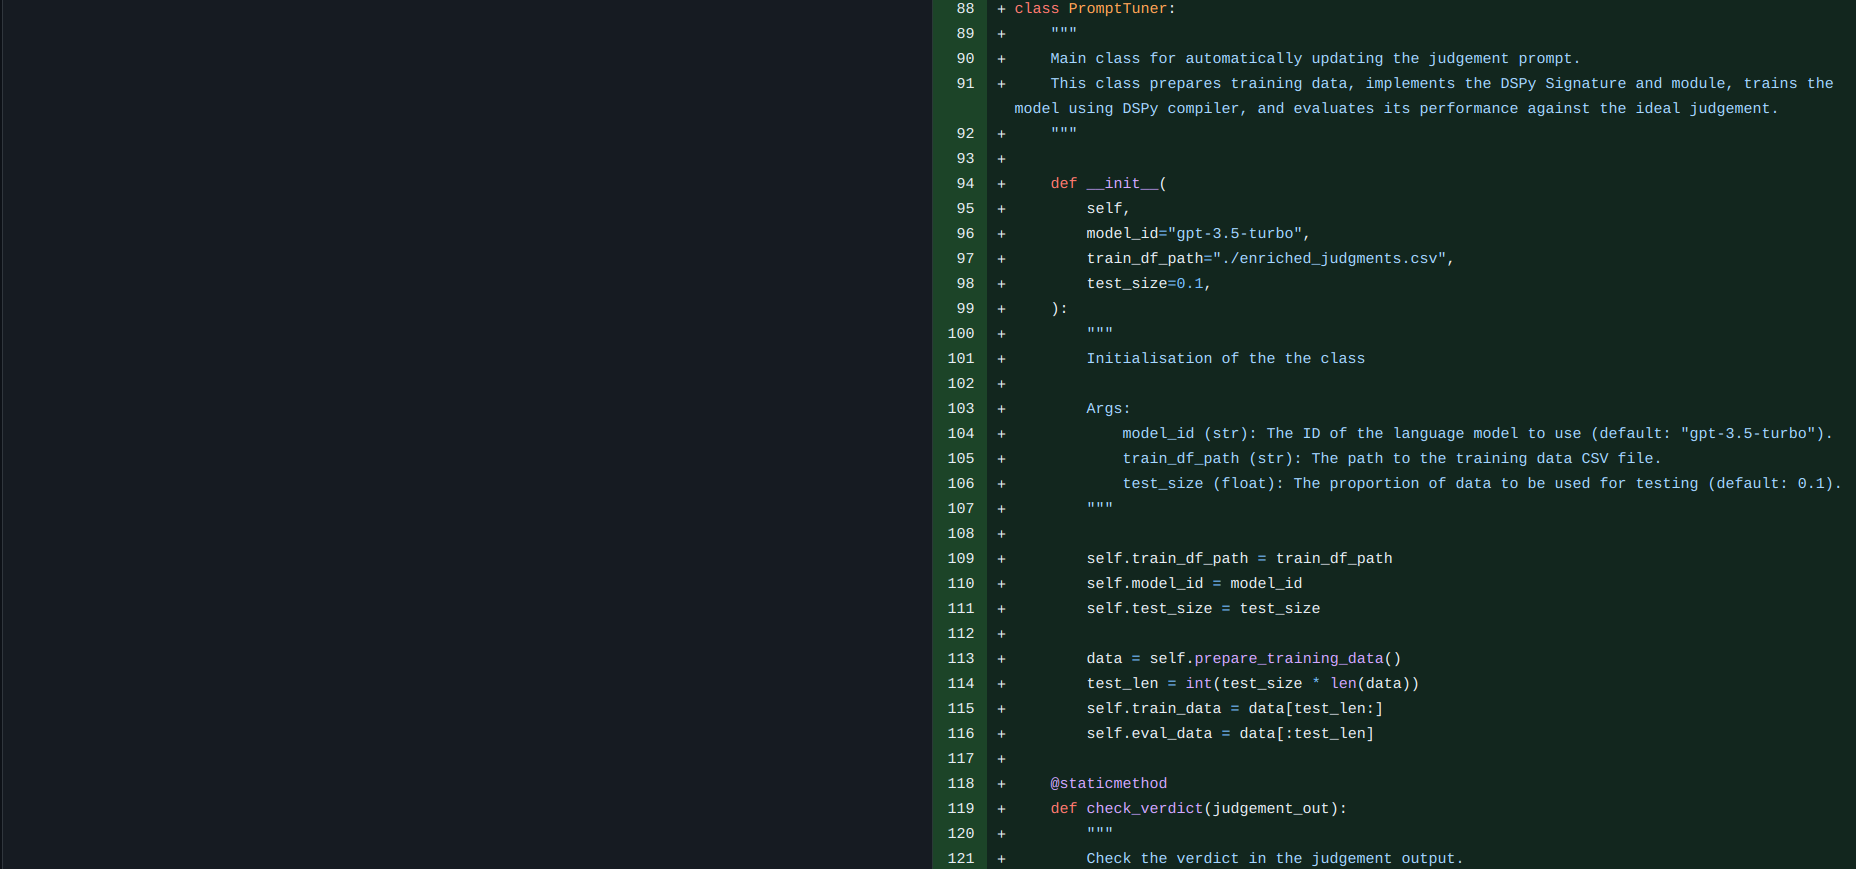 88 + class PromptTuner:
89 +     """
90 +     Main class for automatically updating the judgement prompt.
91 +     This class prepares training data, implements the DSPy Signature and module, trains the
model using DSPy compiler, and evaluates its performance against the ideal judgement.
92 +     """
93 +
94 +     def __init__(
95 +         self,
96 +         model_id="gpt-3.5-turbo",
97 +         train_df_path="./enriched_judgments.csv",
98 +         test_size=0.1,
99 +     ):
100 +         """
101 +         Initialisation of the the class
102 +
103 +         Args:
104 +             model_id (str): The ID of the language model to use (default: "gpt-3.5-turbo").
105 +             train_df_path (str): The path to the training data CSV file.
106 +             test_size (float): The proportion of data to be used for testing (default: 0.1).
107 +         """
108 +
109 +         self.train_df_path = train_df_path
110 +         self.model_id = model_id
111 +         self.test_size = test_size
112 +
113 +         data = self.prepare_training_data()
114 +         test_len = int(test_size * len(data))
115 +         self.train_data = data[test_len:]
116 +         self.eval_data = data[:test_len]
117 +
118 +     @staticmethod
119 +     def check_verdict(judgement_out):
120 +         """
121 +         Check the verdict in the judgement output.